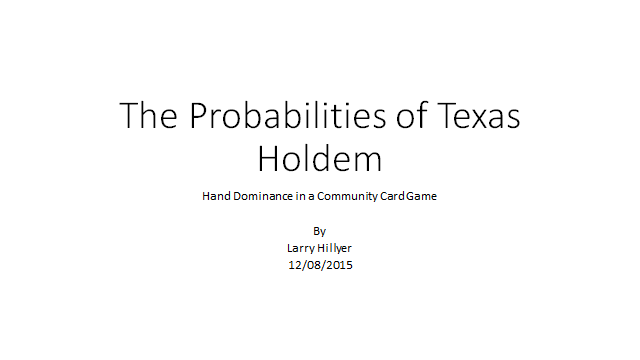 The Probabilities of Texas
Holdem
Hand Dominance in a Community Card Game
By
Larry Hillyer
12/08/2015